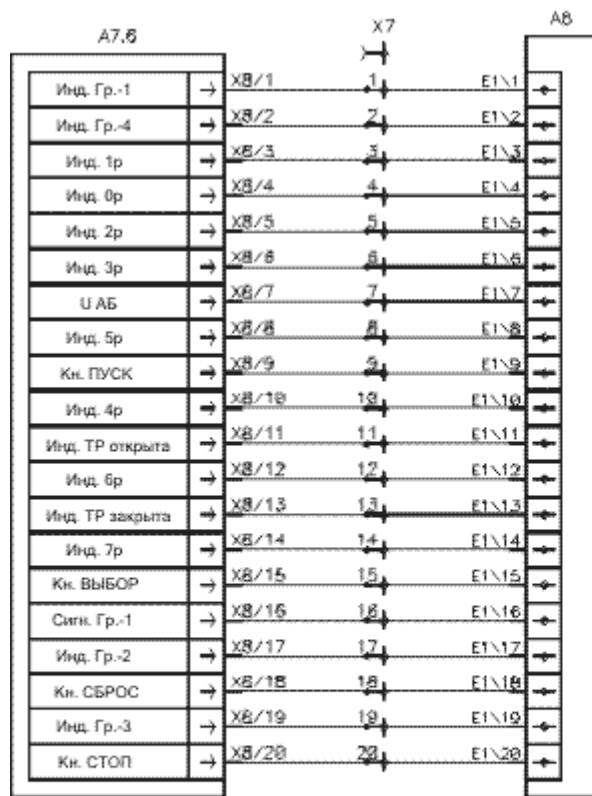 A7.6 X7 A8
Инд. Гр.-1 X8/1 1 E1\1
Инд. Гр.-4 X8/2 2 E1\2
Инд. 1р X8/3 3 E1\3
Инд. 0р X8/4 4 E1\4
Инд. 2р X8/5 5 E1\5
Инд. 3р X8/6 6 E1\6
U АБ X8/7 7 E1\7
Инд. 5р X8/8 8 E1\8
Кн. ПУСК X8/9 9 E1\9
Инд. 4р X8/10 10 E1\10
Инд. ТР открыта X8/11 11 E1\11
Инд. 6р X8/12 12 E1\12
Инд. ТР закрыта X8/13 13 E1\13
Инд. 7р X8/14 14 E1\14
Кн. ВЫБОР X8/15 15 E1\15
Сигн. Гр.-1 X8/16 16 E1\16
Инд. Гр.-2 X8/17 17 E1\17
Кн. СБРОС X8/18 18 E1\18
Инд. Гр.-3 X8/19 19 E1\19
Кн. СТОП X8/20 20 E1\20